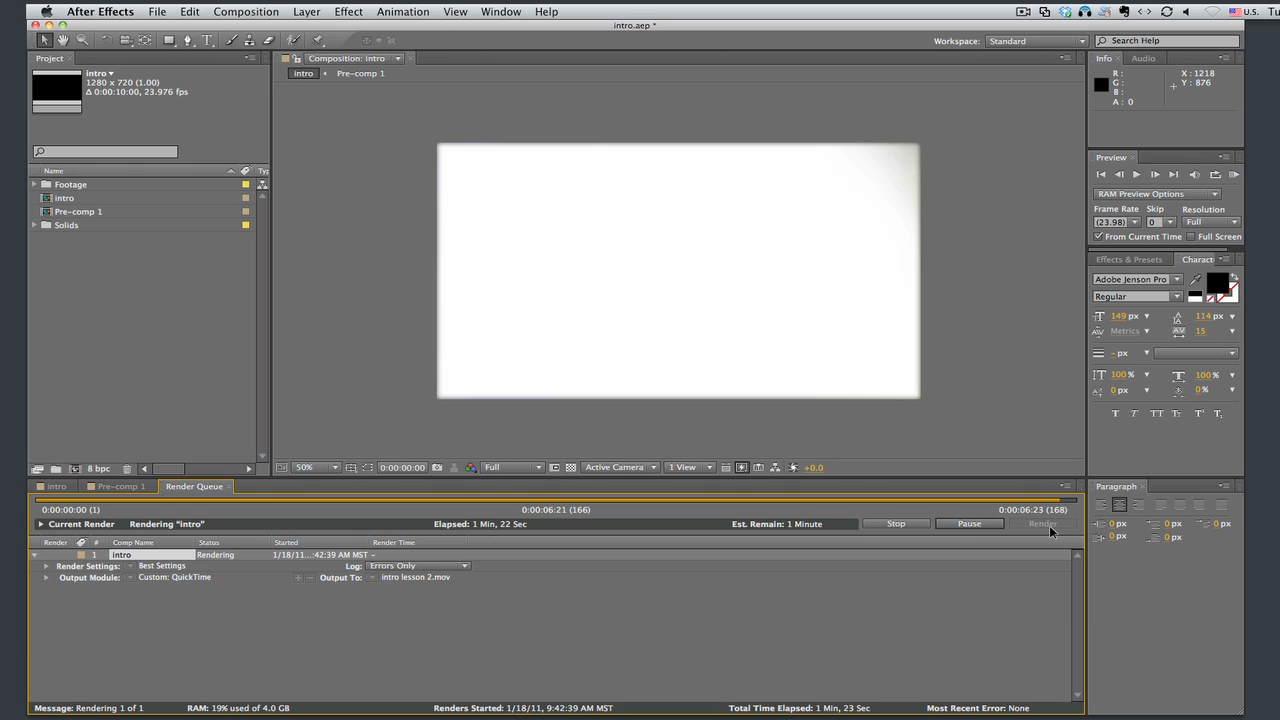 After Effects File Edit Composition Layer Effect Animation View Window Help U.S. Tu
intro.aep *
Workspace: Standard Search Help
Project Composition: intro Info Audio
intro Pre-comp 1
intro
1280 x 720 (1.00)
Δ 0:00:10:00, 23.976 fps
R : X : 1218
G : Y : 876
B :
A : 0
Preview
Name Typ
Footage
intro
Pre-comp 1
Solids
RAM Preview Options
Frame Rate Skip Resolution
(23.98) 0 Full
From Current Time Full Screen
Effects & Presets Charact
Adobe Jenson Pro
Regular
149 px 114 px
Metrics 15
- px
100 % 100 %
0 px 0 %
T T TT Tt T¹ T₁
8 bpc 50% 0:00:00:00 Full Active Camera 1 View +0.0
intro Pre-comp 1 Render Queue Paragraph
0:00:00:00 (1) 0:00:06:21 (166) 0:00:06:23 (168)
Current Render Rendering "intro" Elapsed: 1 Min, 22 Sec Est. Remain: 1 Minute Stop Pause Render
0 px 0 px 0 px
0 px 0 px
Render # Comp Name Status Started Render Time
1 intro Rendering 1/18/11...:42:39 AM MST –
Render Settings: Best Settings Log: Errors Only
Output Module: Custom: QuickTime Output To: intro lesson 2.mov
Message: Rendering 1 of 1 RAM: 19% used of 4.0 GB Renders Started: 1/18/11, 9:42:39 AM MST Total Time Elapsed: 1 Min, 23 Sec Most Recent Error: None